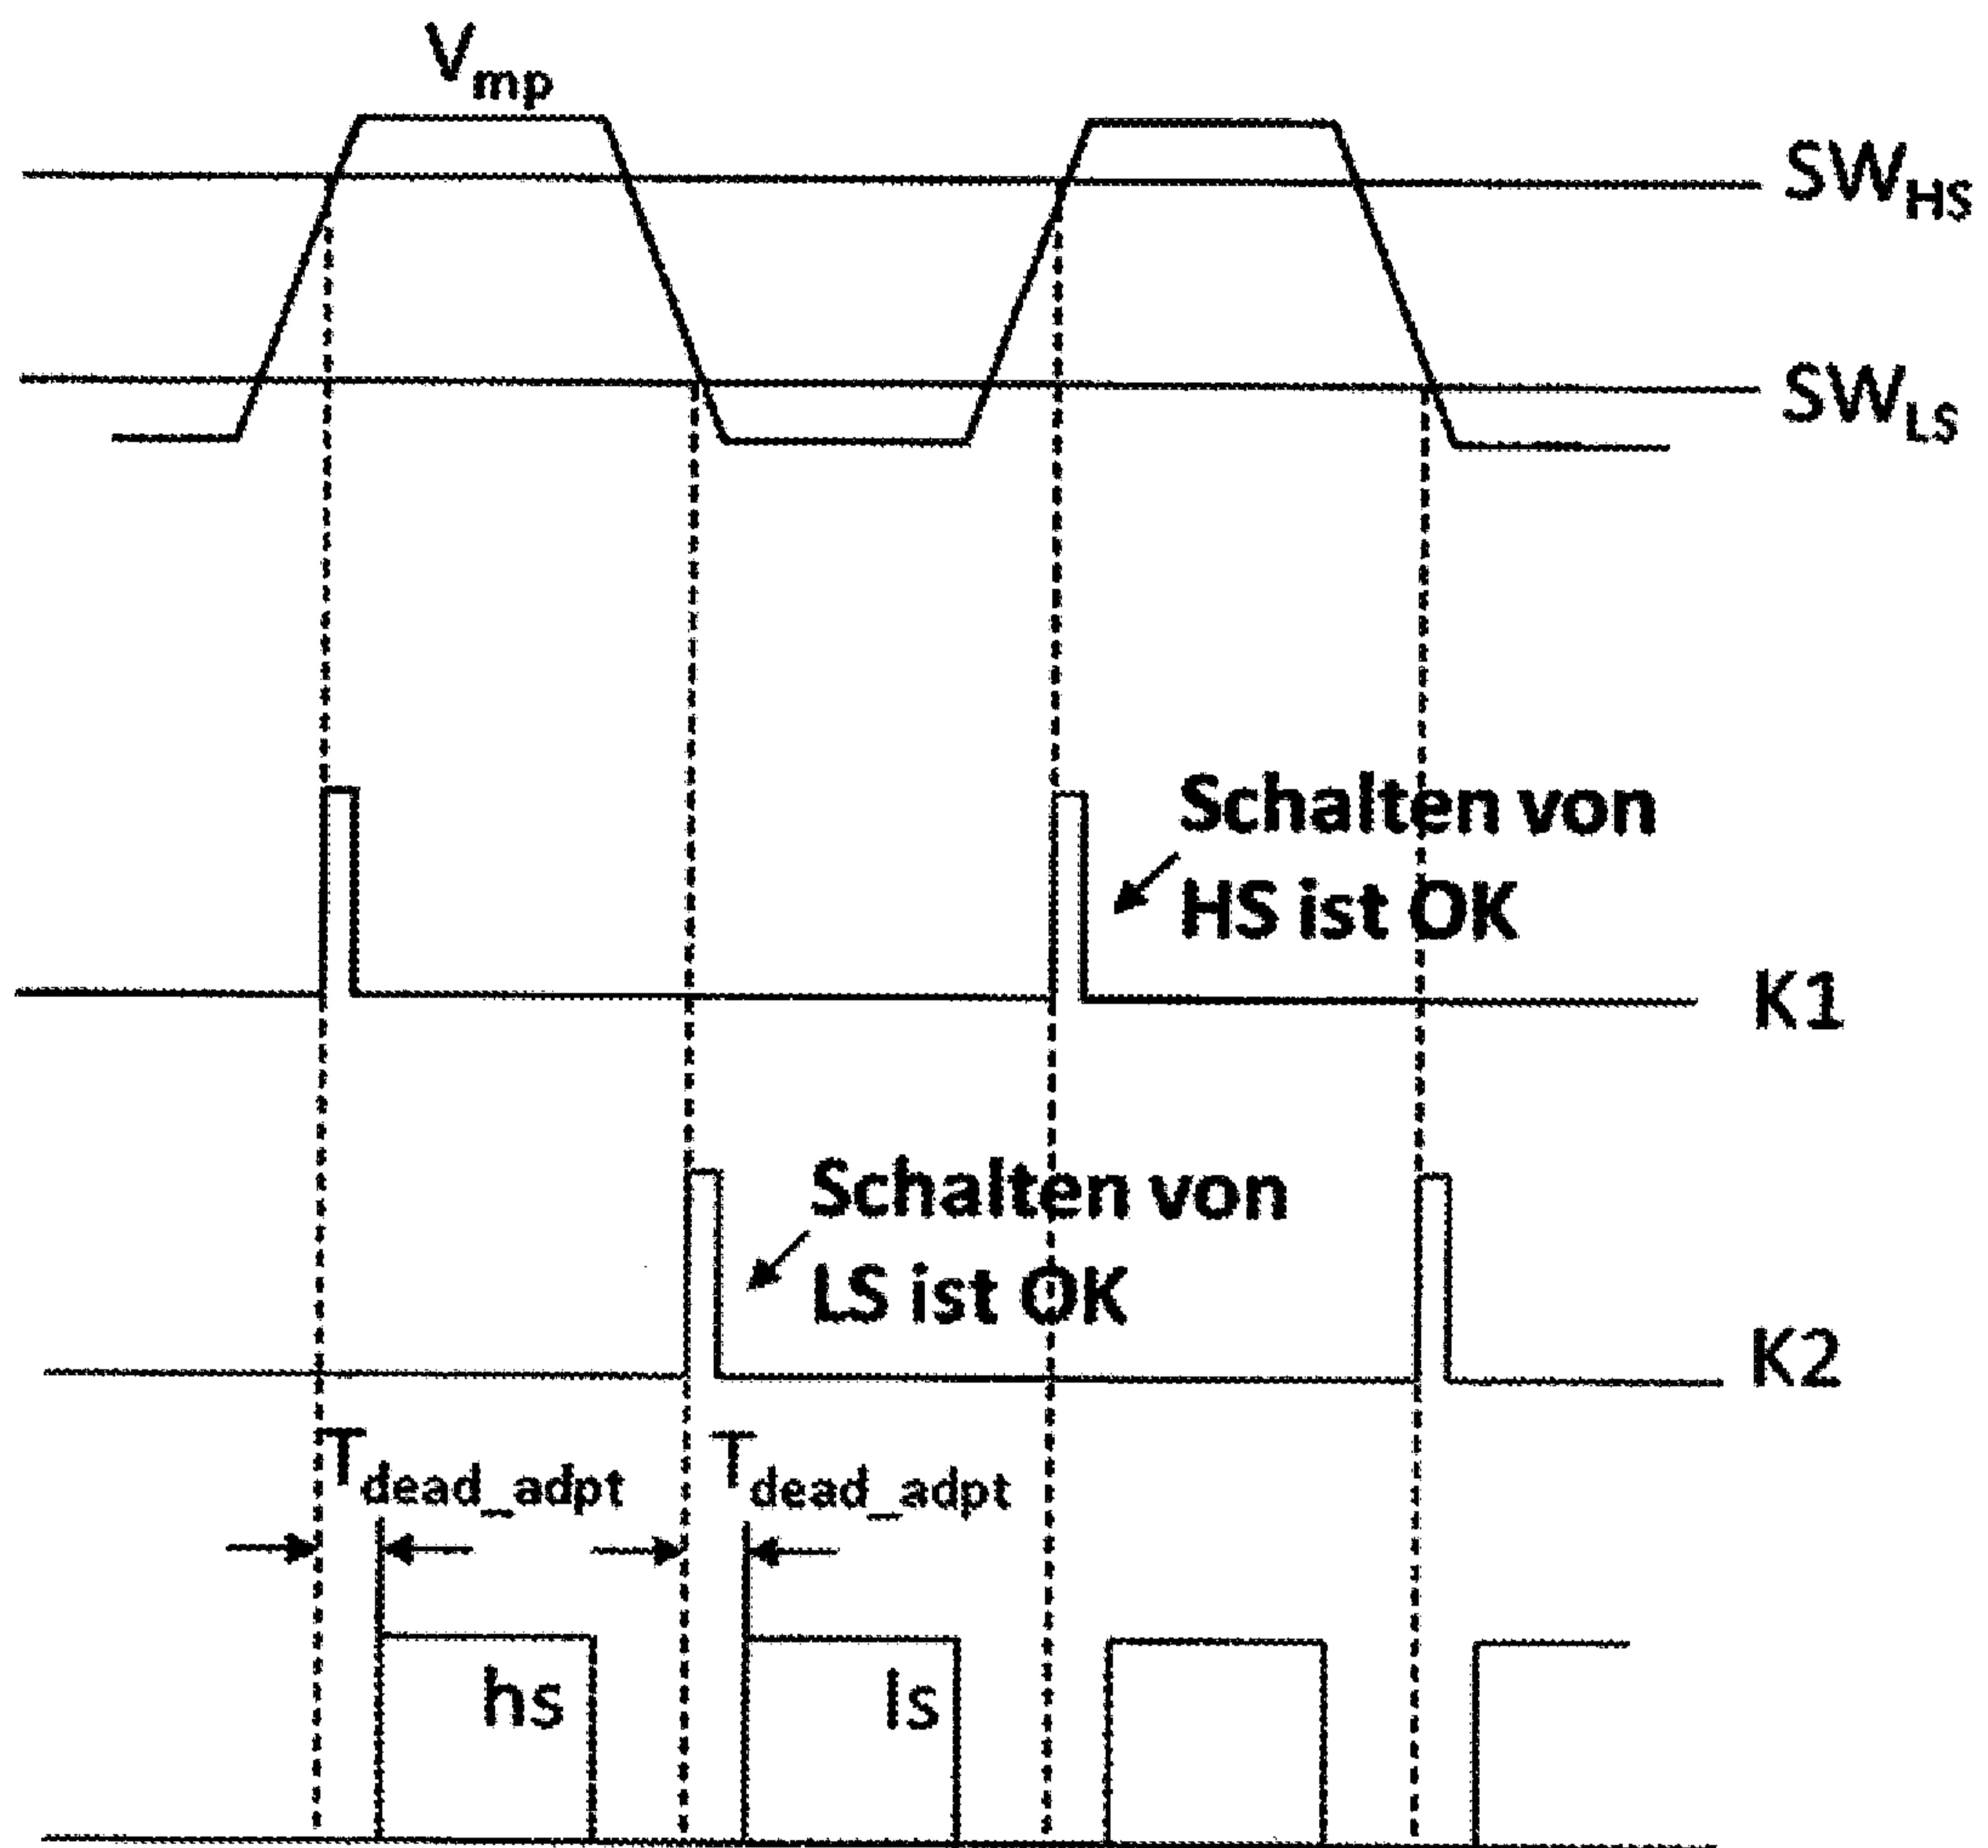 Vmp
SWHS
SWLS
Schalten von
HS ist OK
K1
Schalten von
LS ist OK
K2
Tdead_adpt
Tdead_adpt
hs
ls